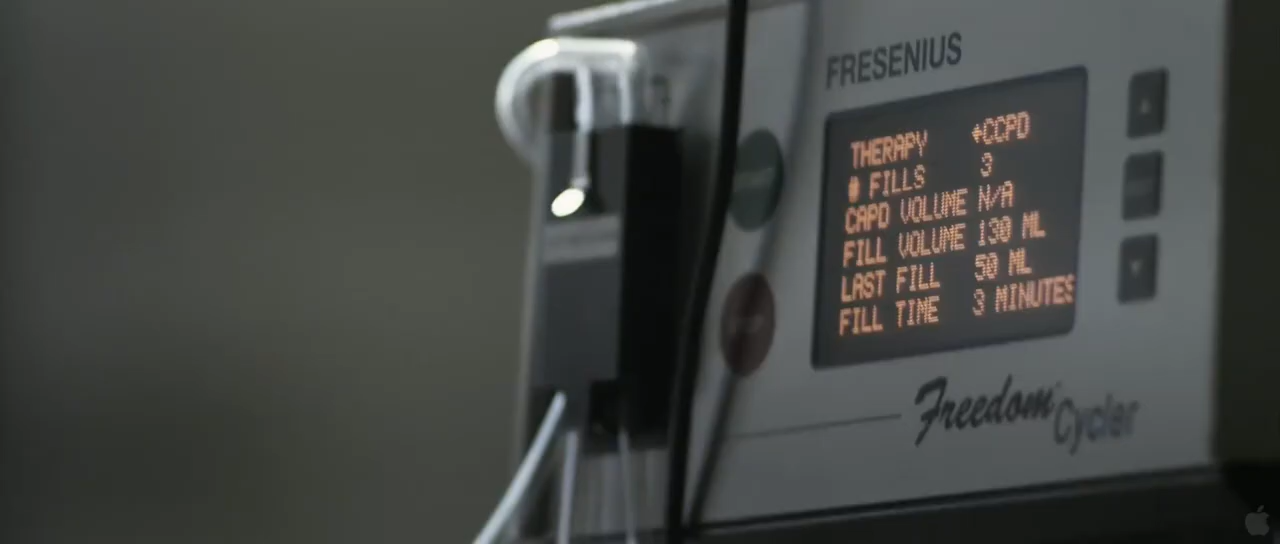 FRESENIUS
THERAPY +CCPD
# FILLS 3
CAPD VOLUME N/A
FILL VOLUME 130 ML
LAST FILL 50 ML
FILL TIME 3 MINUTES
Freedom Cycler